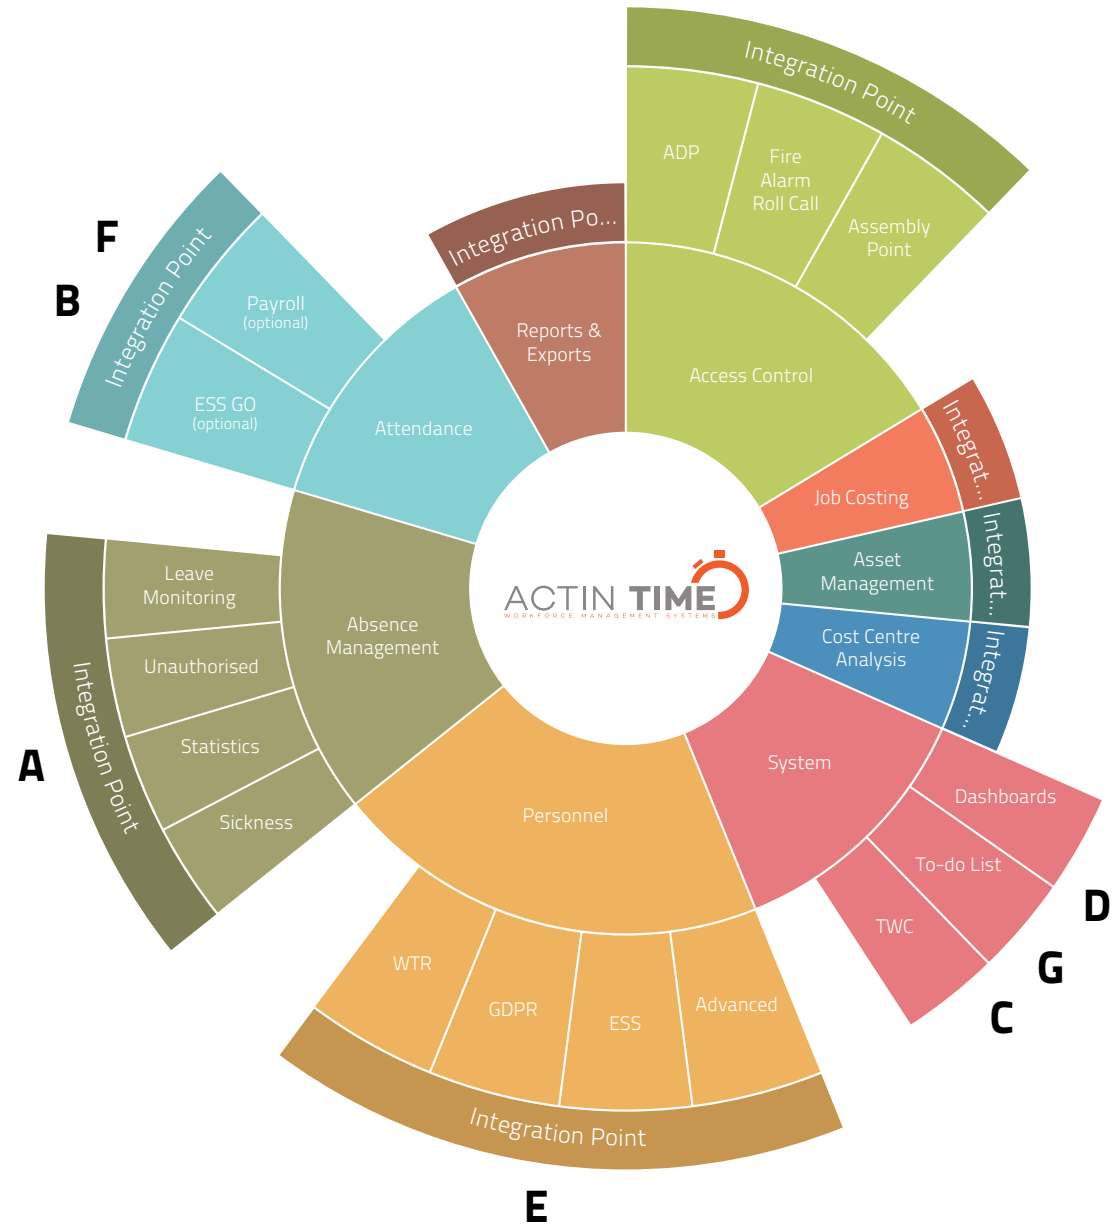 Integration Point
ADP
Fire
Alarm
Roll Call
Assembly
Point
Access Control
Integration Po...
Reports &
Exports
F
B
Integration Point
Payroll
(optional)
ESS GO
(optional)
Attendance
Integrat...
Job Costing
Integrat...
Asset
Management
Integrat...
Cost Centre
Analysis
ACTIN TIME
WORKFORCE MANAGEMENT SYSTEMS
Absence
Management
Leave
Monitoring
Unauthorised
Statistics
Sickness
Integration Point
A
System
Dashboards
To-do List
TWC
D
G
C
Personnel
WTR
GDPR
ESS
Advanced
Integration Point
E